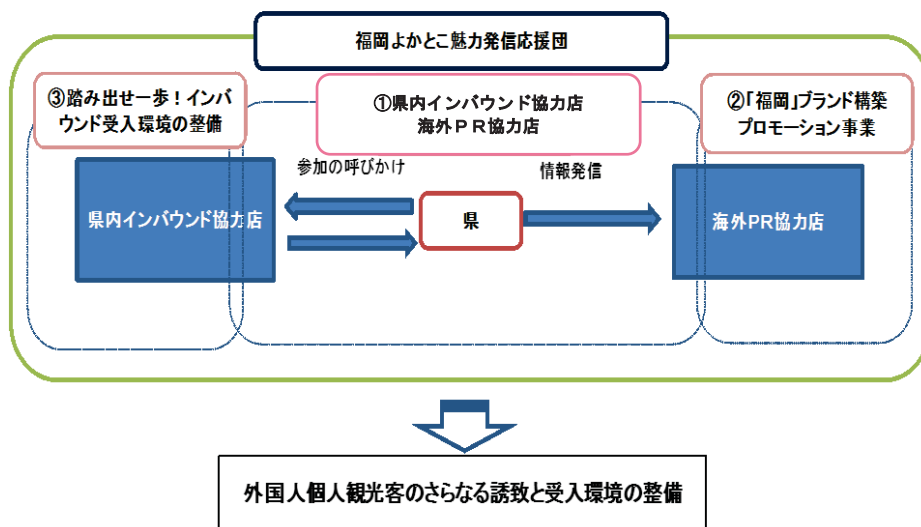 福岡よかとこ魅力発信応援団
③踏み出せ一歩！インバ
ウンド受入環境の整備
①県内インバウンド協力店
海外ＰＲ協力店
②「福岡」ブランド構築
プロモーション事業
参加の呼びかけ
情報発信
県内インバウンド協力店
県
海外PR協力店
外国人個人観光客のさらなる誘致と受入環境の整備